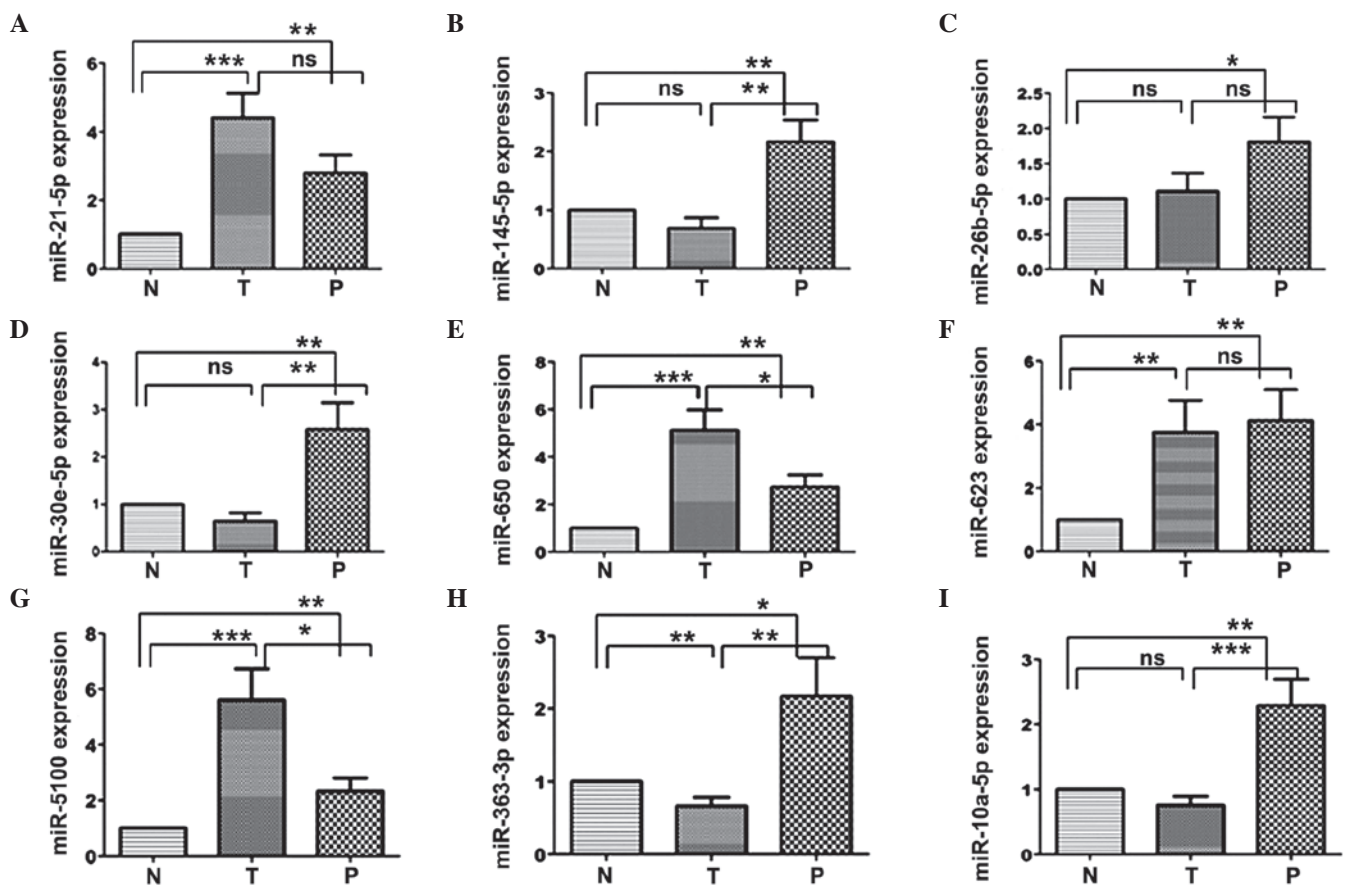 A
miR-21-5p expression
6
4
2
0
**
***
ns
N T P
B
miR-145-5p expression
3
2
1
0
**
ns
**
N T P
C
miR-26b-5p expression
2.5
2.0
1.5
1.0
0.5
0.0
*
ns
ns
N T P
D
miR-30e-5p expression
4
3
2
1
0
**
ns
**
N T P
E
miR-650 expression
8
6
4
2
0
**
***
*
N T P
F
miR-623 expression
6
4
2
0
**
**
ns
N T P
G
miR-5100 expression
8
6
4
2
0
**
***
*
N T P
H
miR-363-3p expression
3
2
1
0
*
**
**
N T P
I
miR-10a-5p expression
3
2
1
0
**
ns
***
N T P